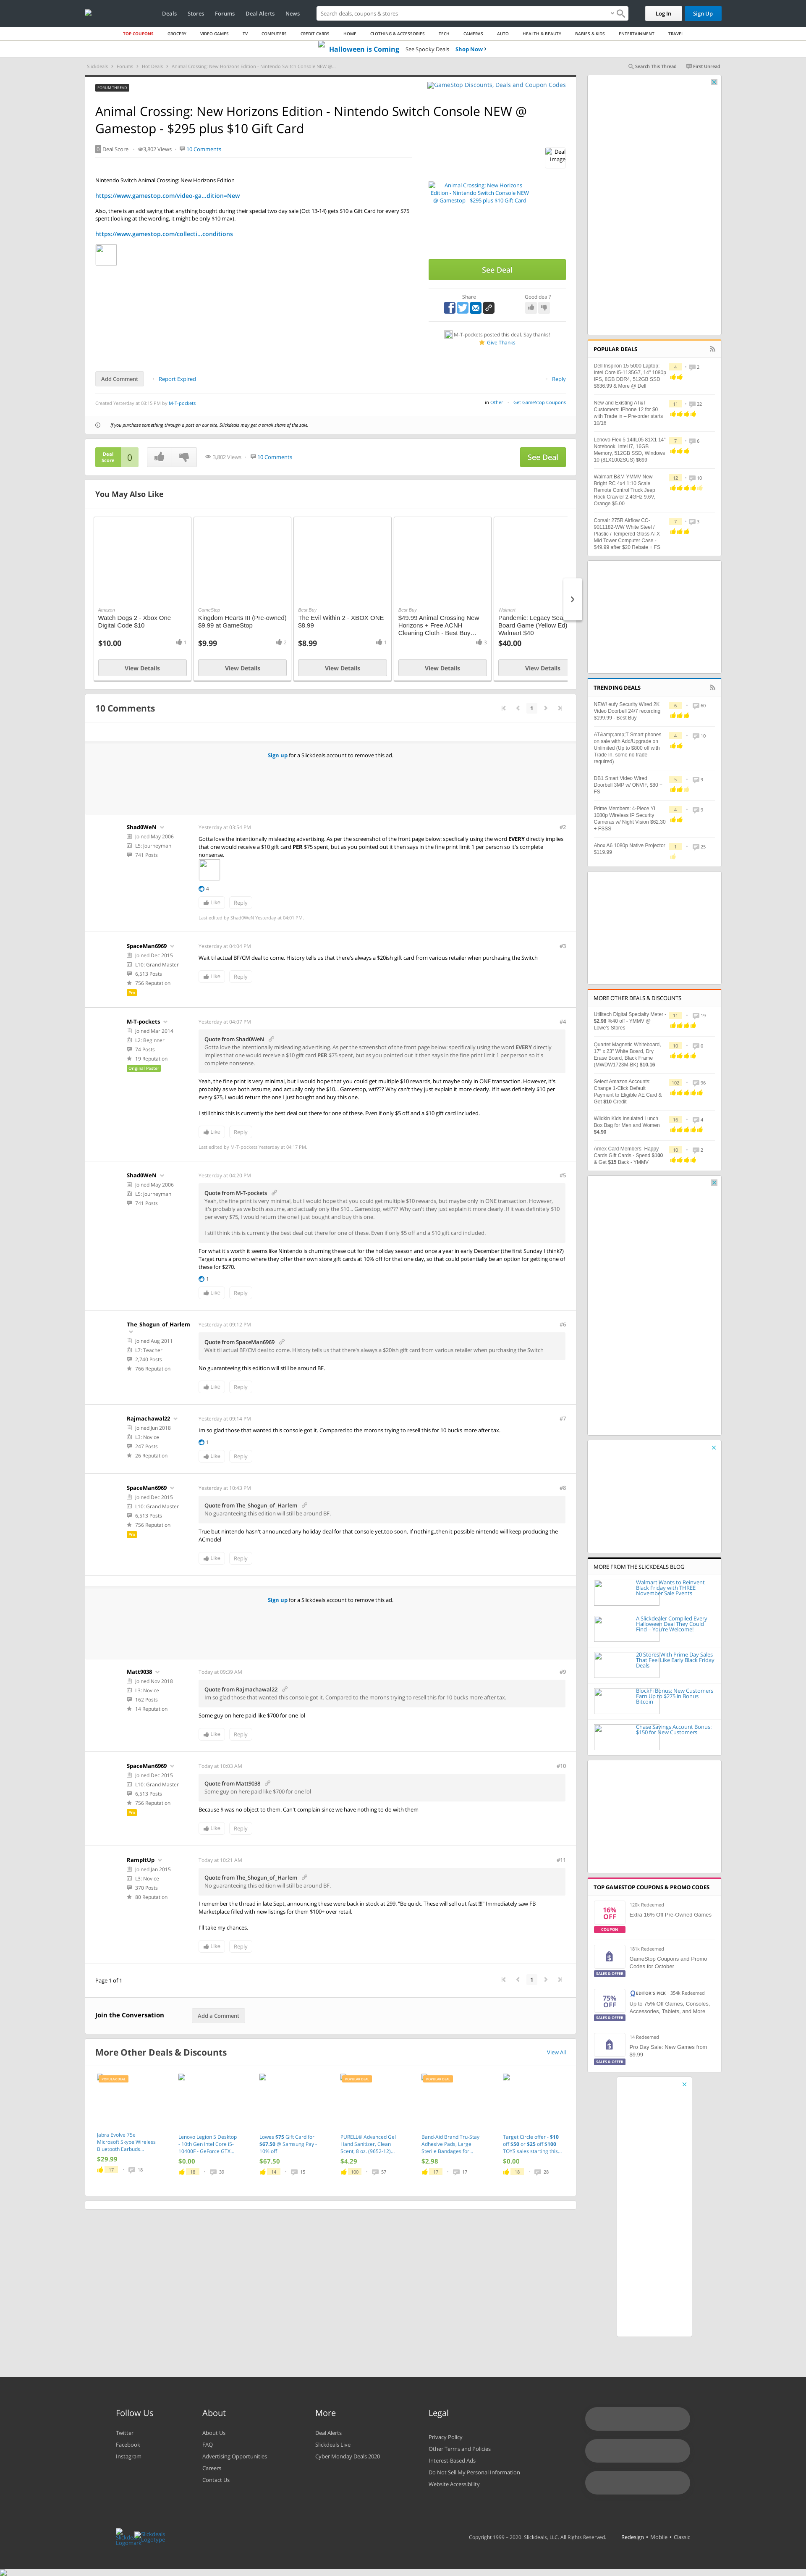 Deals
Stores
Forums
Deal Alerts
News
Search deals, coupons & stores
Log In
Sign Up
TOP COUPONS
GROCERY
VIDEO GAMES
TV
COMPUTERS
CREDIT CARDS
HOME
CLOTHING & ACCESSORIES
TECH
CAMERAS
AUTO
HEALTH & BEAUTY
BABIES & KIDS
ENTERTAINMENT
TRAVEL
Halloween is Coming See Spooky Deals Shop Now
Slickdeals > Forums > Hot Deals > Animal Crossing: New Horizons Edition - Nintendo Switch Console NEW @ ...
Search This Thread
First Unread
FORUM THREAD
GameStop Discounts, Deals and Coupon Codes
Animal Crossing: New Horizons Edition - Nintendo Switch Console NEW @
Gamestop - $295 plus $10 Gift Card
0 Deal Score
3,802 Views
10 Comments
Deal
Image
Nintendo Switch Animal Crossing: New Horizons Edition
https://www.gamestop.com/video-ga...dition=New
Also, there is an add saying that anything bought during their special two day sale (Oct 13-14) gets $10 a Gift Card for every $75
spent (looking at the wording, it might be only $10 max).
https://www.gamestop.com/collecti...conditions
Animal Crossing: New Horizons
Edition - Nintendo Switch Console NEW
@ Gamestop - $295 plus $10 Gift Card
See Deal
Share
Good deal?
M-T-pockets posted this deal. Say thanks!
Give Thanks
Add Comment
Report Expired
Reply
Created Yesterday at 03:15 PM by M-T-pockets
in Other
Get GameStop Coupons
If you purchase something through a post on our site, Slickdeals may get a small share of the sale.
Deal
Score
0
3,802 Views
10 Comments
See Deal
You May Also Like
Amazon
Watch Dogs 2 - Xbox One
Digital Code $10
$10.00
1
View Details
GameStop
Kingdom Hearts III (Pre-owned)
$9.99 at GameStop
$9.99
2
View Details
Best Buy
The Evil Within 2 - XBOX ONE
$8.99
$8.99
1
View Details
Best Buy
$49.99 Animal Crossing New
Horizons + Free ACNH
Cleaning Cloth - Best Buy…
3
View Details
Walmart
Pandemic: Legacy Sea
Board Game (Yellow Ed)
Walmart $40
$40.00
View Details
10 Comments
1
Sign up for a Slickdeals account to remove this ad.
Shad0WeN
Joined May 2006
L5: Journeyman
741 Posts
Yesterday at 03:54 PM
#2
Gotta love the intentionally misleading advertising. As per the screenshot of the front page below: speifically using the word EVERY directly implies
that one would receive a $10 gift card PER $75 spent, but as you pointed out it then says in the fine print limit 1 per person so it's complete
nonsense.
4
Like
Reply
Last edited by Shad0WeN Yesterday at 04:01 PM.
SpaceMan6969
Joined Dec 2015
L10: Grand Master
6,513 Posts
756 Reputation
Pro
Yesterday at 04:04 PM
#3
Wait til actual BF/CM deal to come. History tells us that there's always a $20ish gift card from various retailer when purchasing the Switch
Like
Reply
M-T-pockets
Joined Mar 2014
L2: Beginner
74 Posts
19 Reputation
Original Poster
Yesterday at 04:07 PM
#4
Quote from Shad0WeN
Gotta love the intentionally misleading advertising. As per the screenshot of the front page below: speifically using the word EVERY directly
implies that one would receive a $10 gift card PER $75 spent, but as you pointed out it then says in the fine print limit 1 per person so it's
complete nonsense.
Yeah, the fine print is very minimal, but I would hope that you could get multiple $10 rewards, but maybe only in ONE transaction. However, it's
probably as we both assume, and actually only the $10... Gamestop, wtf??? Why can't they just explain it more clearly. If it was definitely $10 per
every $75, I would return the one I just bought and buy this one.
I still think this is currently the best deal out there for one of these. Even if only $5 off and a $10 gift card included.
Like
Reply
Last edited by M-T-pockets Yesterday at 04:17 PM.
Shad0WeN
Joined May 2006
L5: Journeyman
741 Posts
Yesterday at 04:20 PM
#5
Quote from M-T-pockets
Yeah, the fine print is very minimal, but I would hope that you could get multiple $10 rewards, but maybe only in ONE transaction. However,
it's probably as we both assume, and actually only the $10... Gamestop, wtf??? Why can't they just explain it more clearly. If it was definitely $10
per every $75, I would return the one I just bought and buy this one.
I still think this is currently the best deal out there for one of these. Even if only $5 off and a $10 gift card included.
For what it's worth it seems like Nintendo is churning these out for the holiday season and once a year in early December (the first Sunday I think?)
Target runs a promo where they offer their own store gift cards at 10% off for that one day, so that could potentially be an option for getting one of
these for $270.
1
Like
Reply
The_Shogun_of_Harlem
Joined Aug 2011
L7: Teacher
2,740 Posts
766 Reputation
Yesterday at 09:12 PM
#6
Quote from SpaceMan6969
Wait til actual BF/CM deal to come. History tells us that there's always a $20ish gift card from various retailer when purchasing the Switch
No guaranteeing this edition will still be around BF.
Like
Reply
Rajmachawal22
Joined Jun 2018
L3: Novice
247 Posts
26 Reputation
Yesterday at 09:14 PM
#7
Im so glad those that wanted this console got it. Compared to the morons trying to resell this for 10 bucks more after tax.
1
Like
Reply
SpaceMan6969
Joined Dec 2015
L10: Grand Master
6,513 Posts
756 Reputation
Pro
Yesterday at 10:43 PM
#8
Quote from The_Shogun_of_Harlem
No guaranteeing this edition will still be around BF.
True but nintendo hasn't announced any holiday deal for that console yet.too soon. If nothing,.then it possible nintendo will keep producing the
ACmodel
Like
Reply
Sign up for a Slickdeals account to remove this ad.
Matt9038
Joined Nov 2018
L3: Novice
162 Posts
14 Reputation
Today at 09:39 AM
#9
Quote from Rajmachawal22
Im so glad those that wanted this console got it. Compared to the morons trying to resell this for 10 bucks more after tax.
Some guy on here paid like $700 for one lol
Like
Reply
SpaceMan6969
Joined Dec 2015
L10: Grand Master
6,513 Posts
756 Reputation
Pro
Today at 10:03 AM
#10
Quote from Matt9038
Some guy on here paid like $700 for one lol
Because $ was no object to them. Can't complain since we have nothing to do with them
Like
Reply
RampItUp
Joined Jan 2015
L3: Novice
370 Posts
80 Reputation
Today at 10:21 AM
#11
Quote from The_Shogun_of_Harlem
No guaranteeing this edition will still be around BF.
I remember the thread in late Sept, announcing these were back in stock at 299. "Be quick. These will sell out fast!!!!" Immediately saw FB
Marketplace filled with new listings for them $100+ over retail.
I'll take my chances.
Like
Reply
Page 1 of 1
1
Join the Conversation
Add a Comment
More Other Deals & Discounts
View All
POPULAR DEAL
Jabra Evolve 75e
Microsoft Skype Wireless
Bluetooth Earbuds...
$29.99
17
18
Lenovo Legion 5 Desktop
- 10th Gen Intel Core i5-
10400F - GeForce GTX...
$0.00
18
39
Lowes $75 Gift Card for
$67.50 @ Samsung Pay -
10% off
$67.50
14
15
POPULAR DEAL
PURELL® Advanced Gel
Hand Sanitizer, Clean
Scent, 8 oz. (9652-12)...
$4.29
100
57
POPULAR DEAL
Band-Aid Brand Tru-Stay
Adhesive Pads, Large
Sterile Bandages for...
$2.98
17
17
Target Circle offer - $10
off $50 or $25 off $100
TOYS sales starting this...
$0.00
18
28
POPULAR DEALS
Dell Inspiron 15 5000 Laptop:
Intel Core i5-1135G7, 14" 1080p
IPS, 8GB DDR4, 512GB SSD
$636.99 & More @ Dell
4
2
New and Existing AT&T
Customers: iPhone 12 for $0
with Trade in – Pre-order starts
10/16
11
32
Lenovo Flex 5 14IIL05 81X1 14"
Notebook, Intel i7, 16GB
Memory, 512GB SSD, Windows
10 (81X1002SUS) $699
7
6
Walmart B&M YMMV New
Bright RC 4x4 1:10 Scale
Remote Control Truck Jeep
Rock Crawler 2.4GHz 9.6V,
Orange $5.00
12
10
Corsair 275R Airflow CC-
9011182-WW White Steel /
Plastic / Tempered Glass ATX
Mid Tower Computer Case -
$49.99 after $20 Rebate + FS
7
3
TRENDING DEALS
NEW! eufy Security Wired 2K
Video Doorbell 24/7 recording
$199.99 - Best Buy
6
60
AT&amp;amp;T Smart phones
on sale with Add/Upgrade on
Unlimited (Up to $800 off with
Trade In, some no trade
required)
4
10
DB1 Smart Video Wired
Doorbell 3MP w/ ONVIF, $80 +
FS
5
9
Prime Members: 4-Piece YI
1080p Wireless IP Security
Cameras w/ Night Vision $62.30
+ FSSS
4
9
Abox A6 1080p Native Projector
$119.99
1
25
MORE OTHER DEALS & DISCOUNTS
Utilitech Digital Specialty Meter -
$2.98 %40 off - YMMV @
Lowe's Stores
11
19
Quartet Magnetic Whiteboard,
17" x 23" White Board, Dry
Erase Board, Black Frame
(MWDW1723M-BK) $10.16
10
0
Select Amazon Accounts:
Change 1-Click Default
Payment to Eligible AE Card &
Get $10 Credit
102
96
Wildkin Kids Insulated Lunch
Box Bag for Men and Women
$4.90
16
4
Amex Card Members: Happy
Cards Gift Cards - Spend $100
& Get $15 Back - YMMV
10
2
MORE FROM THE SLICKDEALS BLOG
Walmart Wants to Reinvent
Black Friday with THREE
November Sale Events
A Slickdealer Compiled Every
Halloween Deal They Could
Find – You're Welcome!
20 Stores With Prime Day Sales
That Feel Like Early Black Friday
Deals
BlockFi Bonus: New Customers
Earn Up to $275 in Bonus
Bitcoin
Chase Savings Account Bonus:
$150 for New Customers
TOP GAMESTOP COUPONS & PROMO CODES
16%
OFF
COUPON
120k Redeemed
Extra 16% Off Pre-Owned Games
SALES & OFFER
181k Redeemed
GameStop Coupons and Promo
Codes for October
75%
OFF
SALES & OFFER
EDITOR'S PICK · 354k Redeemed
Up to 75% Off Games, Consoles,
Accessories, Tablets, and More
SALES & OFFER
14 Redeemed
Pro Day Sale: New Games from
$9.99
Follow Us
Twitter
Facebook
Instagram
About
About Us
FAQ
Advertising Opportunities
Careers
Contact Us
More
Deal Alerts
Slickdeals Live
Cyber Monday Deals 2020
Legal
Privacy Policy
Other Terms and Policies
Interest-Based Ads
Do Not Sell My Personal Information
Website Accessibility
Slickdeals
Logomark
Slickdeals
Logotype
Copyright 1999 – 2020. Slickdeals, LLC. All Rights Reserved.
Redesign • Mobile • Classic